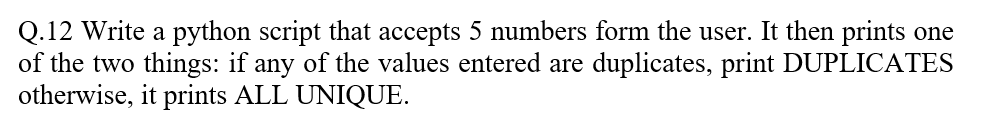 Q.12 Write a python script that accepts 5 numbers form the user. It then prints one
of the two things: if any of the values entered are duplicates, print DUPLICATES
otherwise, it prints ALL UNIQUE.